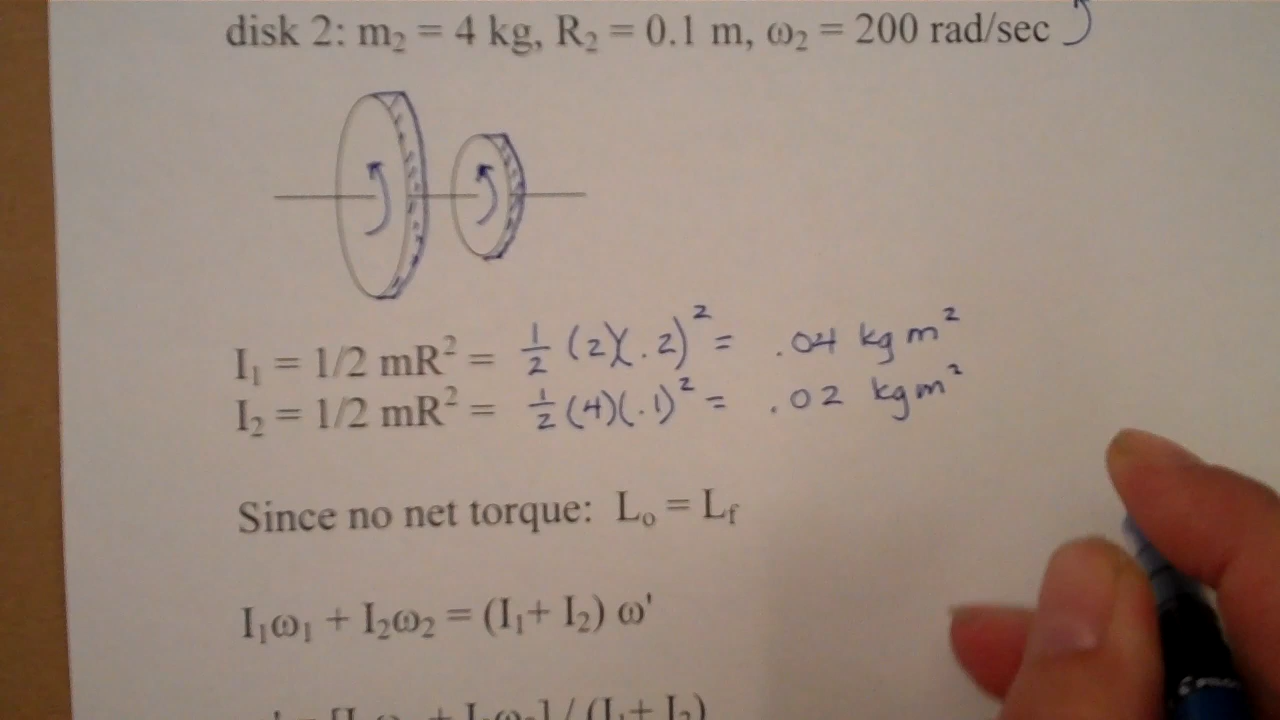 disk 2: m₂ = 4 kg, R₂ = 0.1 m, ω₂ = 200 rad/sec
I₁ = 1/2 mR² = ½ (2)(.2)² = .04 kg m²
I₂ = 1/2 mR² = ½ (4)(.1)² = .02 kg m²
Since no net torque: Lₒ = L_f
I₁ω₁ + I₂ω₂ = (I₁+ I₂) ω'